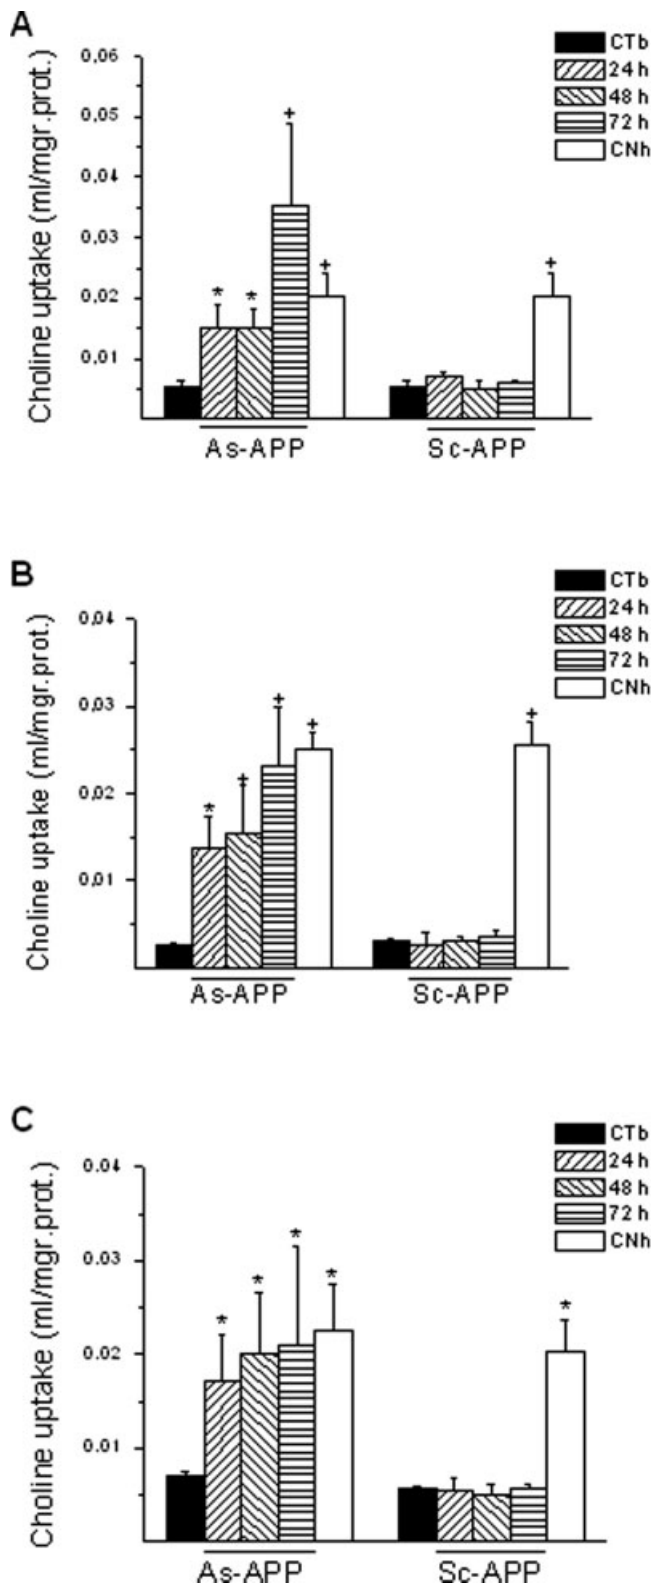 A
CTb
24 h
48 h
72 h
CNh
Choline uptake (ml/mgr.prot.)
0,06
0,05
0,04
0,03
0,02
0,01
+
* * + +
As-APP Sc-APP
B
CTb
24 h
48 h
72 h
CNh
Choline uptake (ml/mgr.prot.)
0,04
0,03
0,02
0,01
* + + + +
As-APP Sc-APP
C
CTb
24 h
48 h
72 h
CNh
Choline uptake (ml/mgr.prot.)
0,04
0,03
0,02
0,01
* * * * *
As-APP Sc-APP